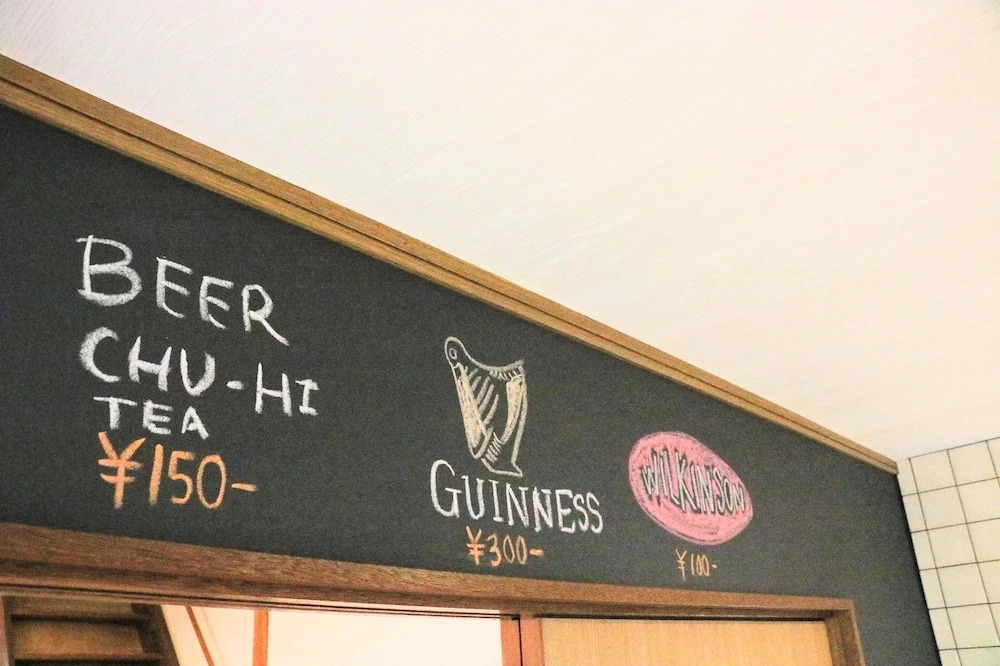 BEER
CHU-HI
TEA
¥150-
GUINNESS
¥300-
WILKINSON
¥100-